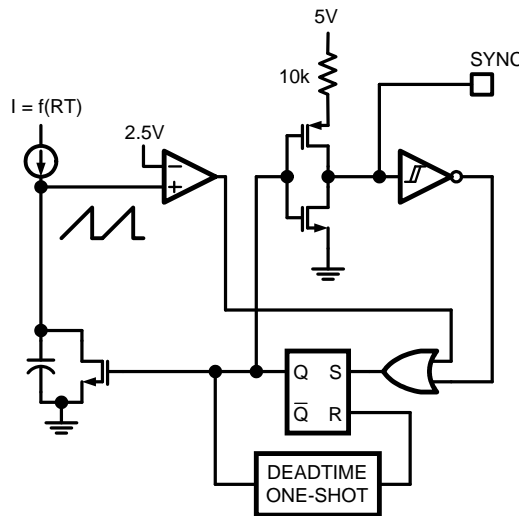 5V
SYNC
10k
I = f(RT)
2.5V
−
+
Q S
Q̅ R
DEADTIME
ONE-SHOT